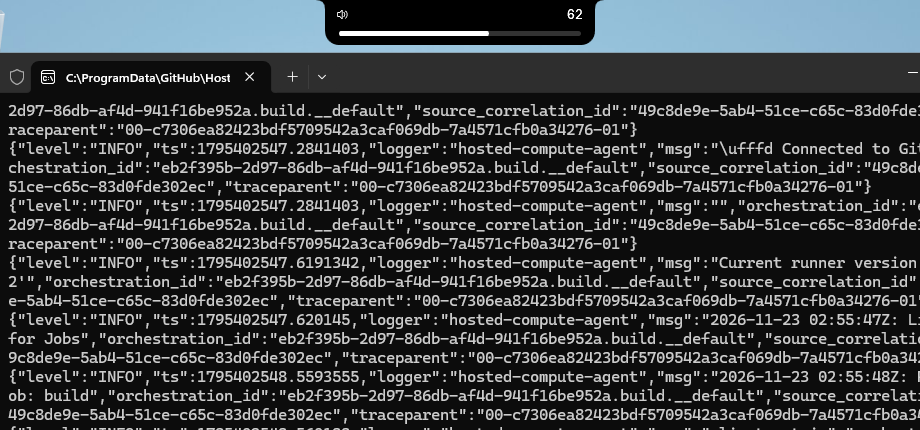 62
C:\ProgramData\GitHub\Host
2d97-86db-af4d-941f16be952a.build.__default","source_correlation_id":"49c8de9e-5ab4-51ce-c65c-83d0fde3
raceparent":"00-c7306ea82423bdf5709542a3caf069db-7a4571cfb0a34276-01"}
{"level":"INFO","ts":1795402547.2841403,"logger":"hosted-compute-agent","msg":"\ufffd Connected to Git
chestration_id":"eb2f395b-2d97-86db-af4d-941f16be952a.build.__default","source_correlation_id":"49c8de
51ce-c65c-83d0fde302ec","traceparent":"00-c7306ea82423bdf5709542a3caf069db-7a4571cfb0a34276-01"}
{"level":"INFO","ts":1795402547.2841403,"logger":"hosted-compute-agent","msg":"","orchestration_id":"e
2d97-86db-af4d-941f16be952a.build.__default","source_correlation_id":"49c8de9e-5ab4-51ce-c65c-83d0fde3
raceparent":"00-c7306ea82423bdf5709542a3caf069db-7a4571cfb0a34276-01"}
{"level":"INFO","ts":1795402547.6191342,"logger":"hosted-compute-agent","msg":"Current runner version
2'","orchestration_id":"eb2f395b-2d97-86db-af4d-941f16be952a.build.__default","source_correlation_id"
e-5ab4-51ce-c65c-83d0fde302ec","traceparent":"00-c7306ea82423bdf5709542a3caf069db-7a4571cfb0a34276-01"
{"level":"INFO","ts":1795402547.620145,"logger":"hosted-compute-agent","msg":"2026-11-23 02:55:47Z: Li
for Jobs","orchestration_id":"eb2f395b-2d97-86db-af4d-941f16be952a.build.__default","source_correlatio
9c8de9e-5ab4-51ce-c65c-83d0fde302ec","traceparent":"00-c7306ea82423bdf5709542a3caf069db-7a4571cfb0a342
{"level":"INFO","ts":1795402548.5593555,"logger":"hosted-compute-agent","msg":"2026-11-23 02:55:48Z:
ob: build","orchestration_id":"eb2f395b-2d97-86db-af4d-941f16be952a.build.__default","source_correlati
49c8de9e-5ab4-51ce-c65c-83d0fde302ec","traceparent":"00-c7306ea82423bdf5709542a3caf069db-7a4571cfb0a34